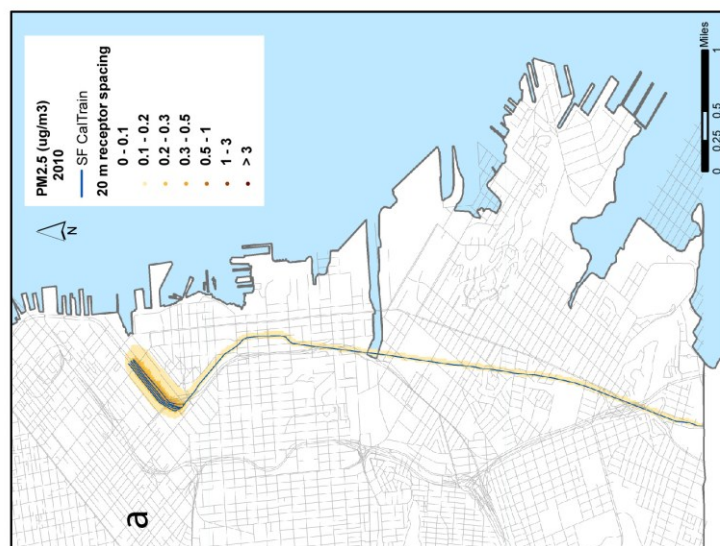 PM2.5 (ug/m3)
2010
SF CalTrain
20 m receptor spacing
0 - 0.1
0.1 - 0.2
0.2 - 0.3
0.3 - 0.5
0.5 - 1
1 - 3
> 3
N
a
Miles
0 0.25 0.5 1